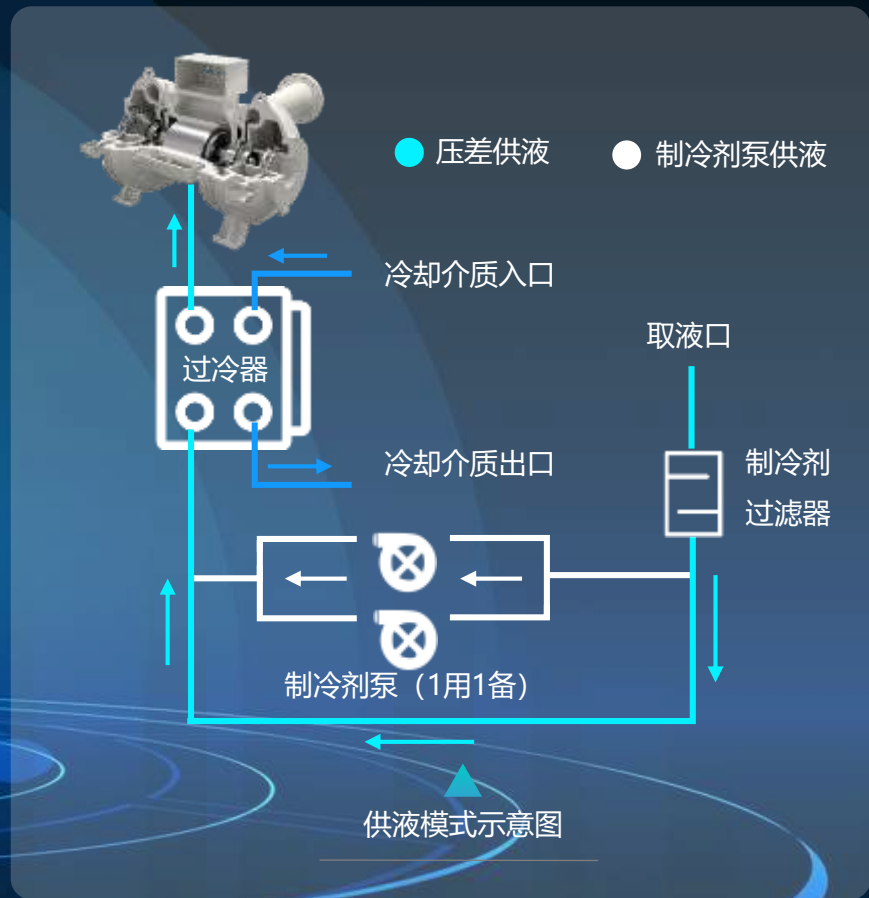 压差供液
制冷剂泵供液
冷却介质入口
取液口
过冷器
冷却介质出口
制冷剂
过滤器
制冷剂泵（1用1备）
供液模式示意图